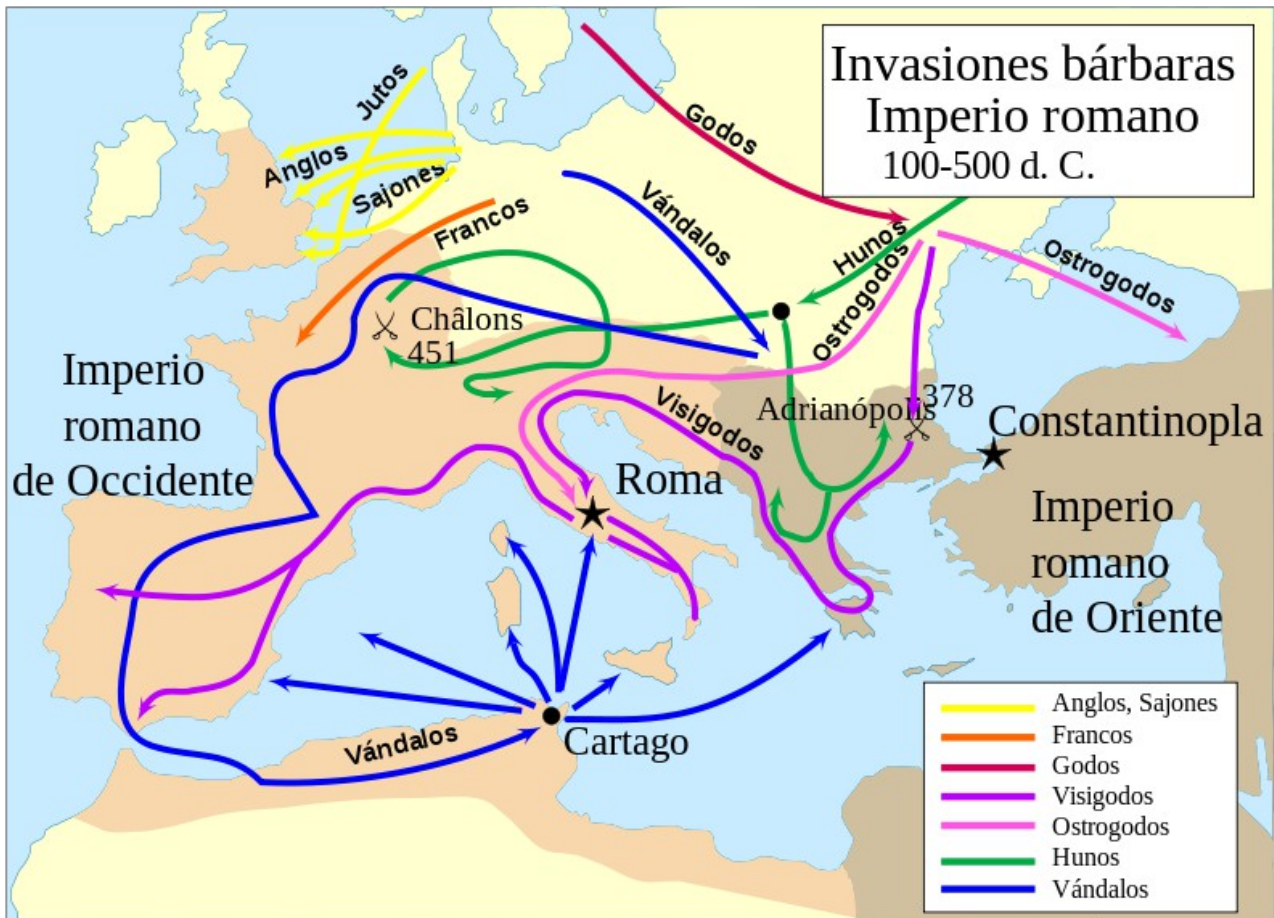 Invasiones bárbaras
Imperio romano
100-500 d. C.
Jutos
Anglos
Sajones
Francos
Godos
Vándalos
Hunos
Ostrogodos
Ostrogodos
Châlons
451
Imperio
romano
de Occidente
Visigodos
Adrianópolis
378
Constantinopla
Roma
Imperio
romano
de Oriente
Vándalos
Cartago
Anglos, Sajones
Francos
Godos
Visigodos
Ostrogodos
Hunos
Vándalos